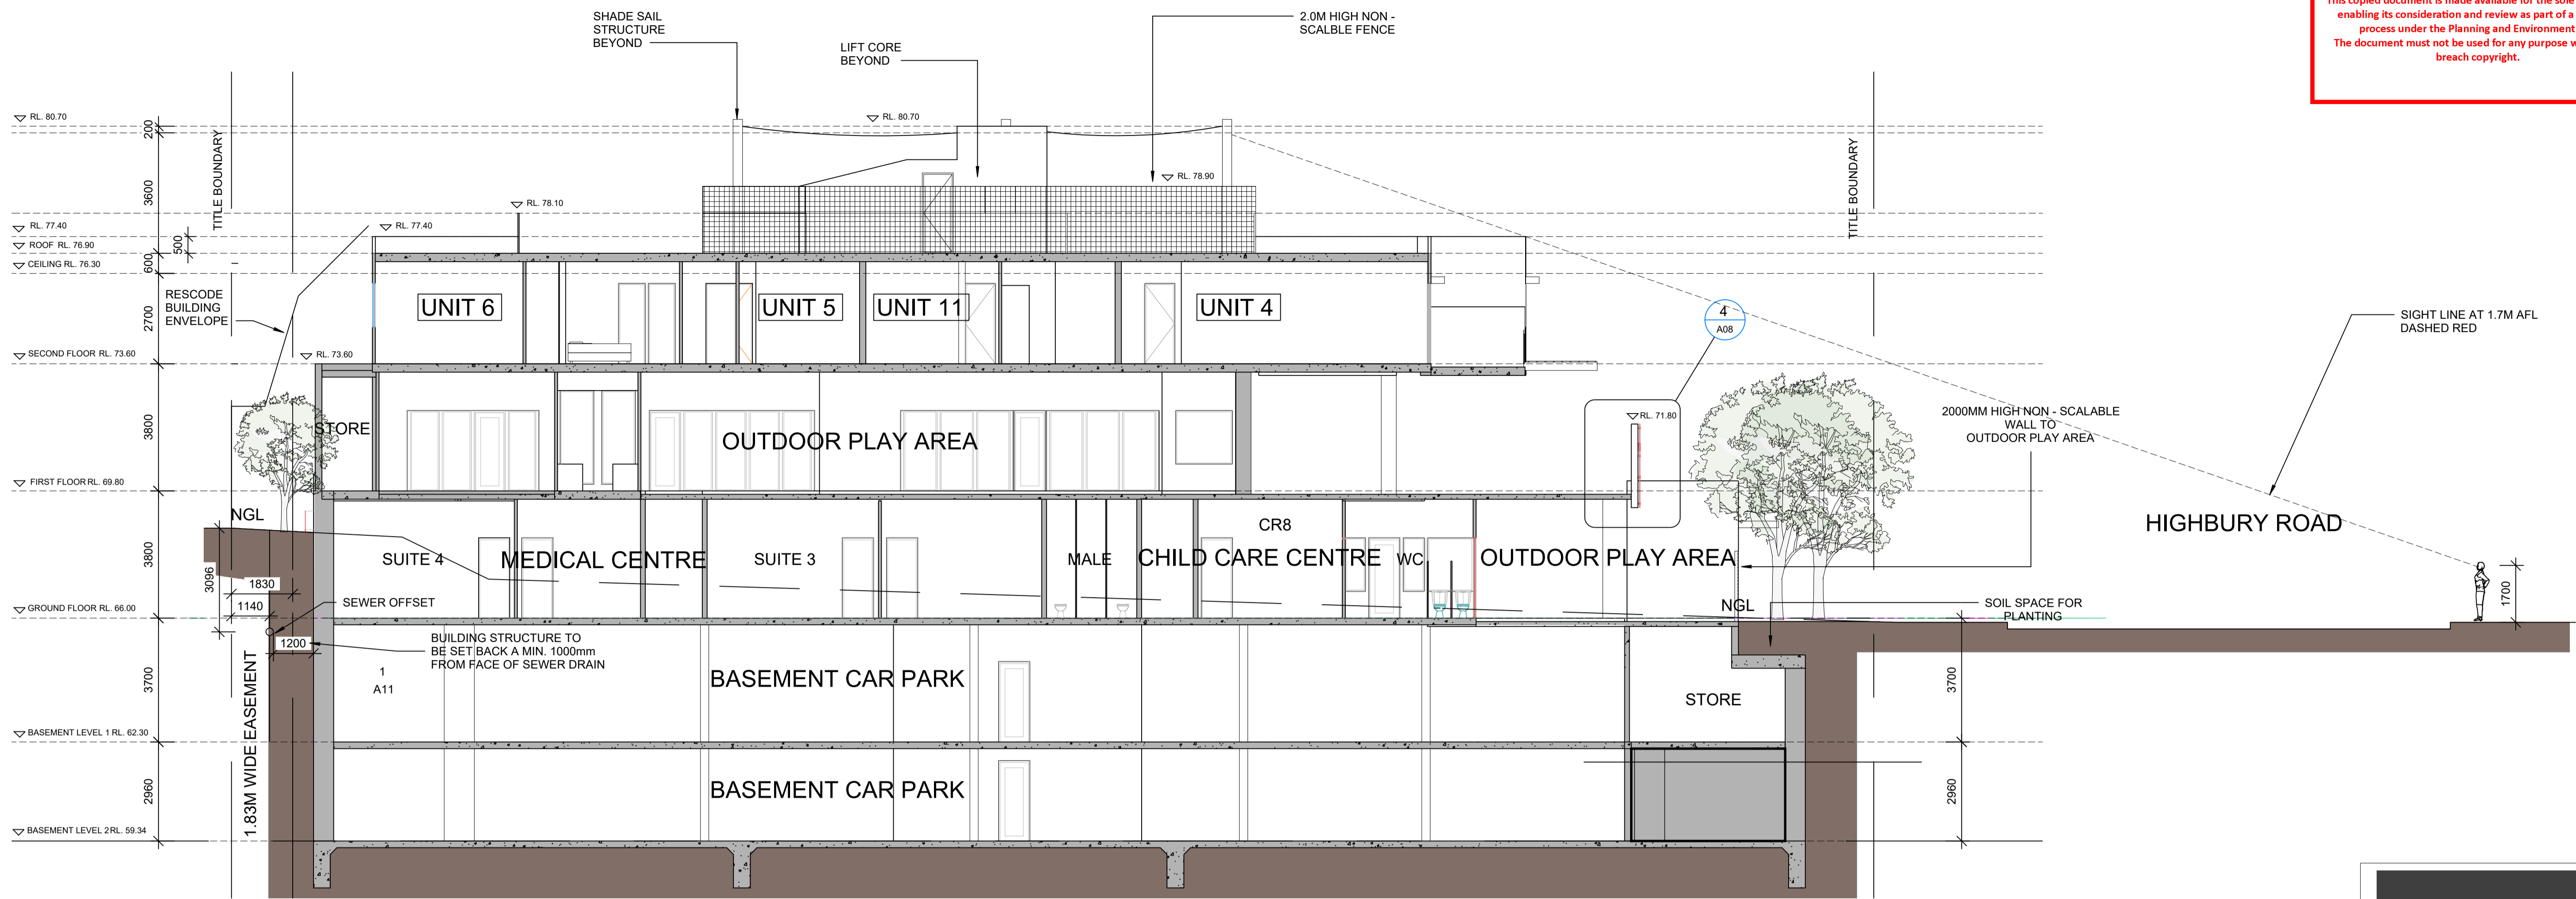 This copied document is made available for the sole
enabling its consideration and review as part of a
process under the Planning and Environment
The document must not be used for any purpose w
breach copyright.
SHADE SAIL
STRUCTURE
BEYOND
LIFT CORE
BEYOND
2.0M HIGH NON -
SCALBLE FENCE
RL. 80.70
RL. 80.70
200
TITLE BOUNDARY
TITLE BOUNDARY
3600
RL. 78.90
RL. 78.10
RL. 77.40
RL. 77.40
ROOF RL. 76.90
500
CEILING RL. 76.30
600
RESCODE
BUILDING
ENVELOPE
2700
UNIT 6
UNIT 5
UNIT 11
UNIT 4
4
A08
SIGHT LINE AT 1.7M AFL
DASHED RED
SECOND FLOOR RL. 73.60
RL. 73.60
3800
STORE
OUTDOOR PLAY AREA
RL. 71.80
2000MM HIGH NON - SCALABLE
WALL TO
OUTDOOR PLAY AREA
FIRST FLOOR RL. 69.80
NGL
HIGHBURY ROAD
3800
3096
SUITE 4
MEDICAL CENTRE
SUITE 3
MALE
CR8
CHILD CARE CENTRE
WC
OUTDOOR PLAY AREA
1830
1140
SEWER OFFSET
1700
GROUND FLOOR RL. 66.00
NGL
SOIL SPACE FOR
PLANTING
1200
BUILDING STRUCTURE TO
BE SET BACK A MIN. 1000mm
FROM FACE OF SEWER DRAIN
3700
1
A11
BASEMENT CAR PARK
STORE
3700
1.83M WIDE EASEMENT
BASEMENT LEVEL 1 RL. 62.30
2960
BASEMENT CAR PARK
2960
BASEMENT LEVEL 2RL. 59.34